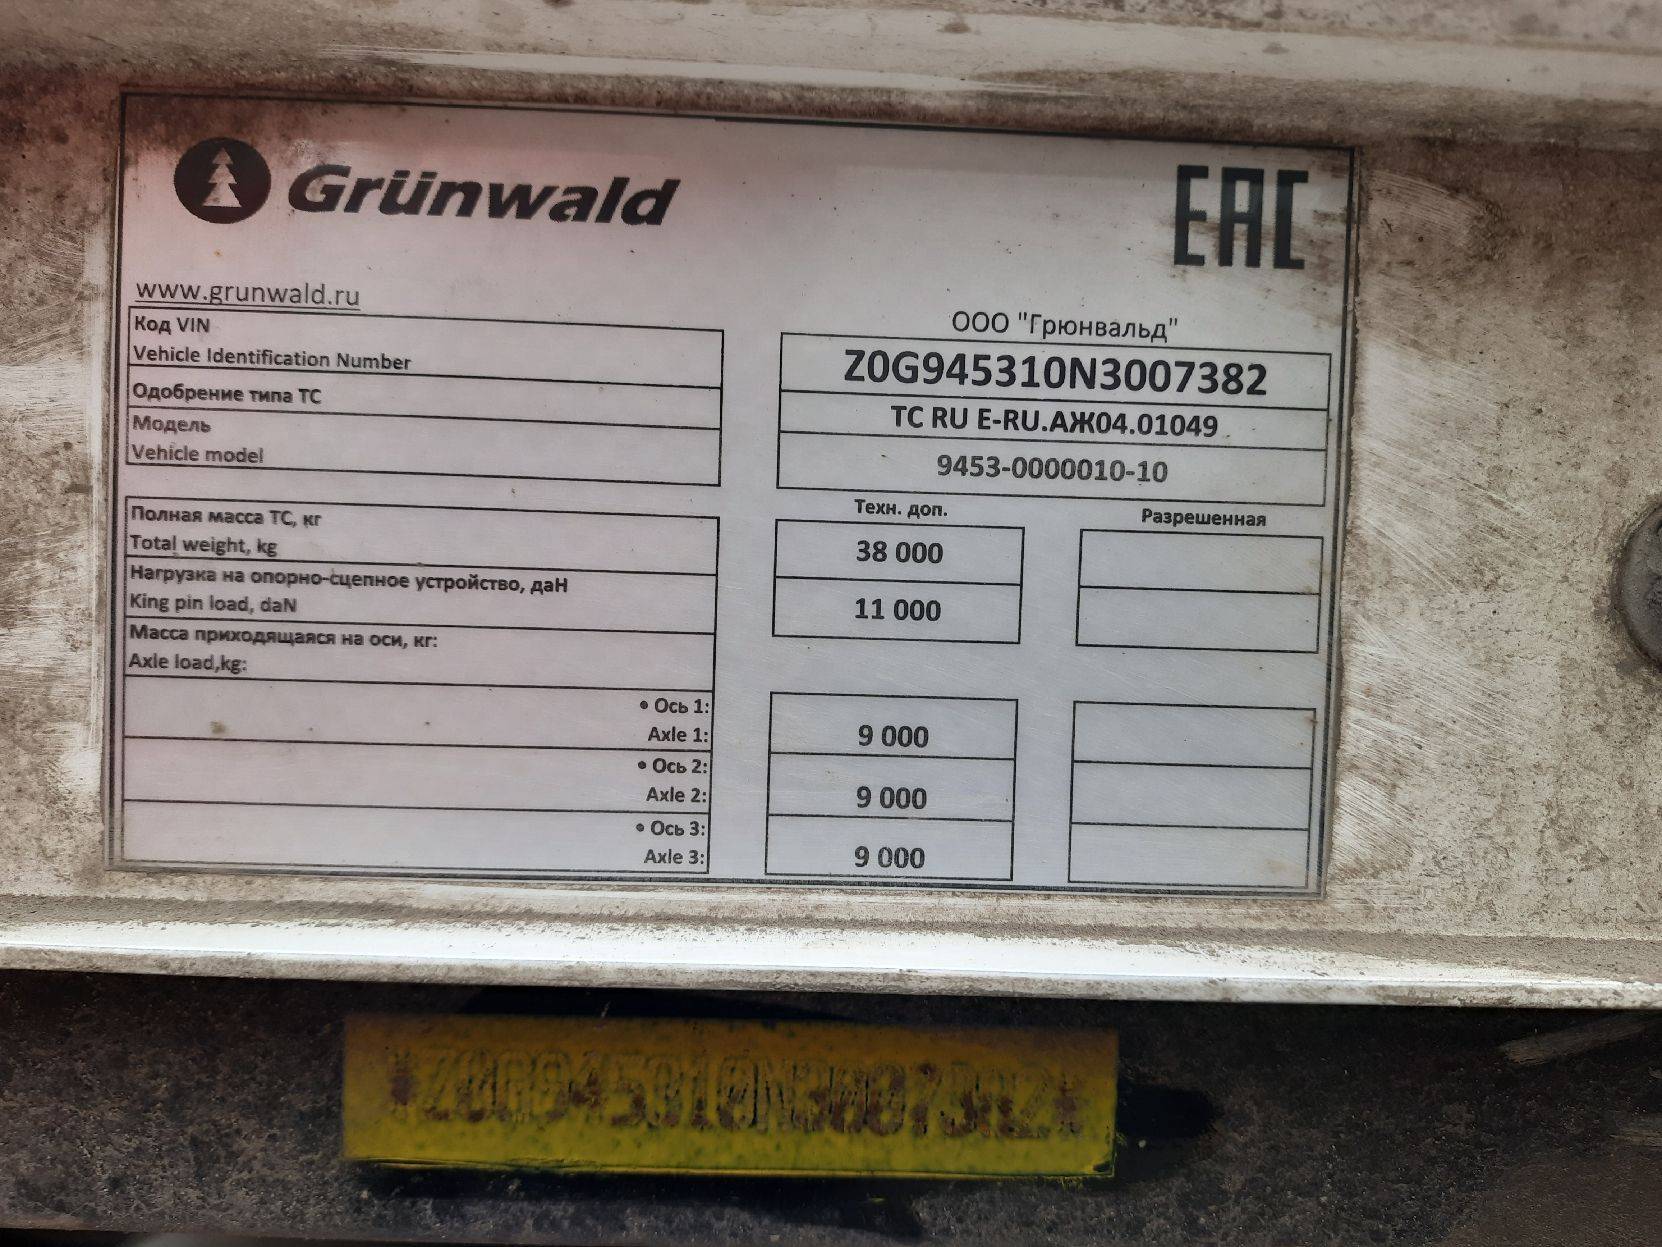 Grünwald
EAC
www.grunwald.ru
ООО "Грюнвальд"
Код VIN
Vehicle Identification Number
Z0G945310N3007382
Одобрение типа ТС
ТС RU E-RU.АЖ04.01049
Модель
Vehicle model
9453-0000010-10
Техн. доп.
Разрешенная
Полная масса ТС, кг
Total weight, kg
38 000
Нагрузка на опорно-сцепное устройство, даН
King pin load, daN
11 000
Масса приходящаяся на оси, кг:
Axle load,kg:
• Ось 1:
Axle 1:
9 000
• Ось 2:
Axle 2:
9 000
• Ось 3:
Axle 3:
9 000